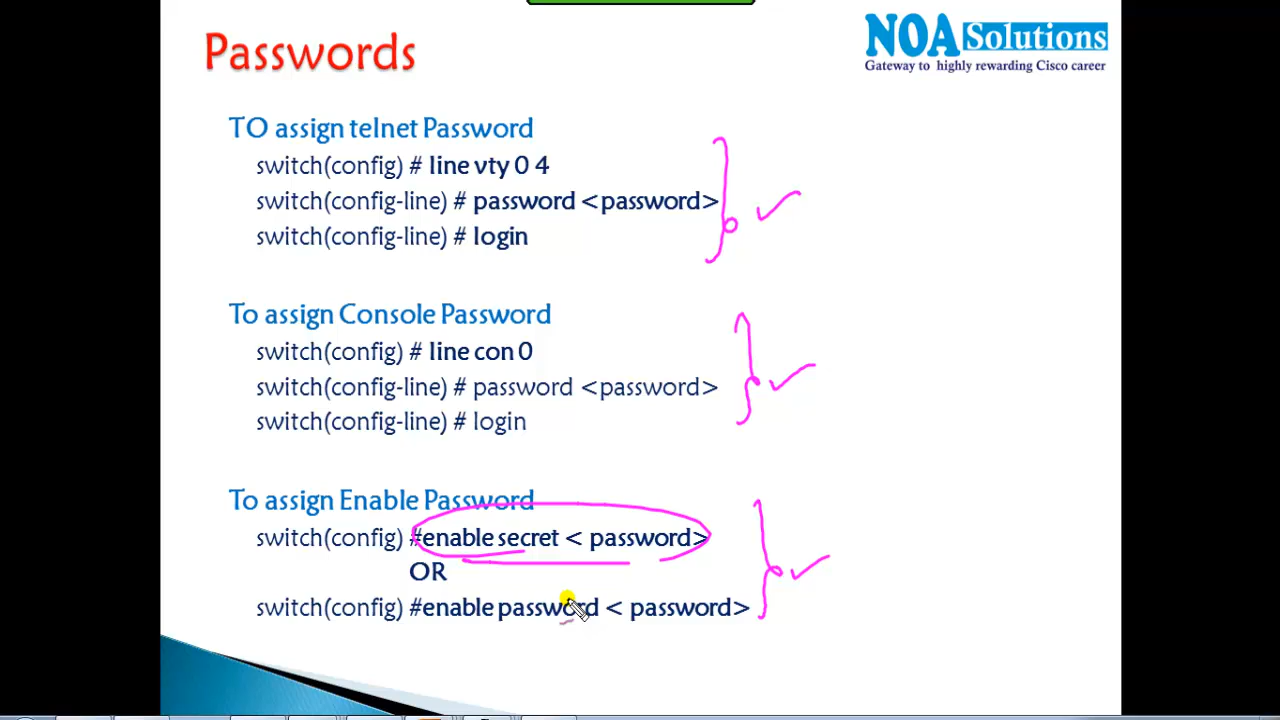 Passwords
NOA Solutions
Gateway to highly rewarding Cisco career
TO assign telnet Password
switch(config) # line vty 0 4
switch(config-line) # password <password>
switch(config-line) # login
To assign Console Password
switch(config) # line con 0
switch(config-line) # password <password>
switch(config-line) # login
To assign Enable Password
switch(config) #enable secret < password>
OR
switch(config) #enable password < password>